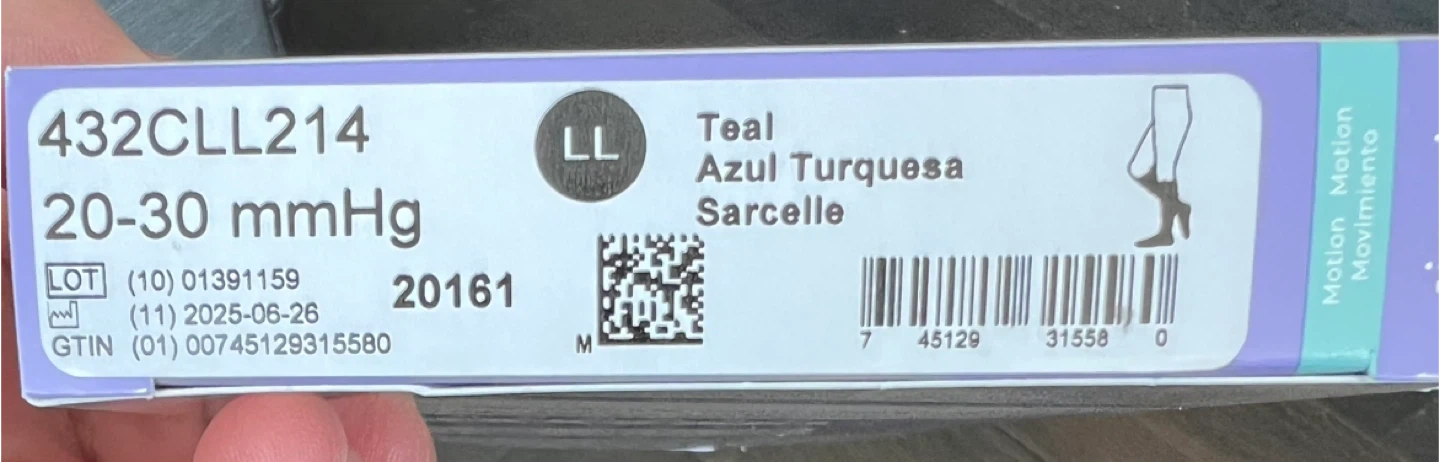 432CLL214
20-30 mmHg
LOT (10) 01391159
(11) 2025-06-26
GTIN (01) 00745129315580
20161
LL
Teal
Azul Turquesa
Sarcelle
M
7 45129 31558 0
Motion Motion
Movimiento